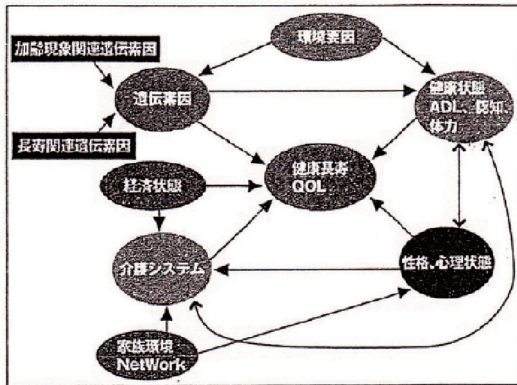 加齢現象関連遺伝素因
環境要因
遺伝素因
健康状態
ADL、認知、
体力
長寿関連遺伝素因
健康長寿
QOL
経済状態
介護システム
性格、心理状態
家族環境
NetWork